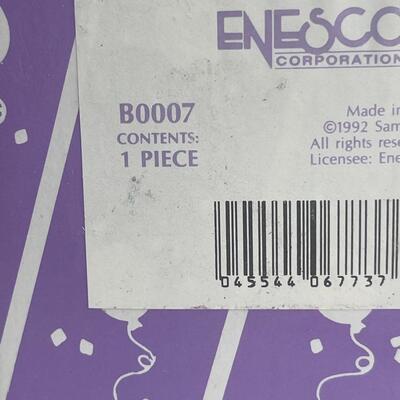 ENESCO
CORPORATION
B0007
CONTENTS:
1 PIECE
Made in
©1992 Sam
All rights rese
Licensee: Ene
045544 067737